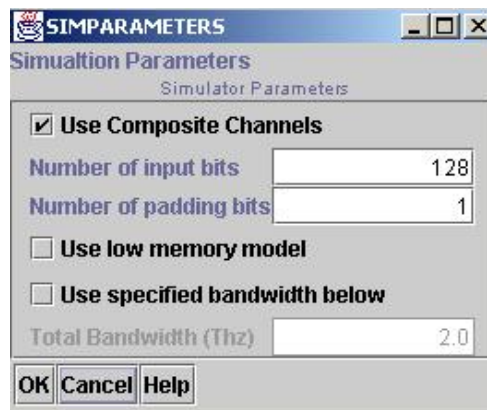 SIMPARAMETERS
Simualtion Parameters
Simulator Parameters
Use Composite Channels
Number of input bits 128
Number of padding bits 1
Use low memory model
Use specified bandwidth below
Total Bandwidth (Thz) 2.0
OK Cancel Help